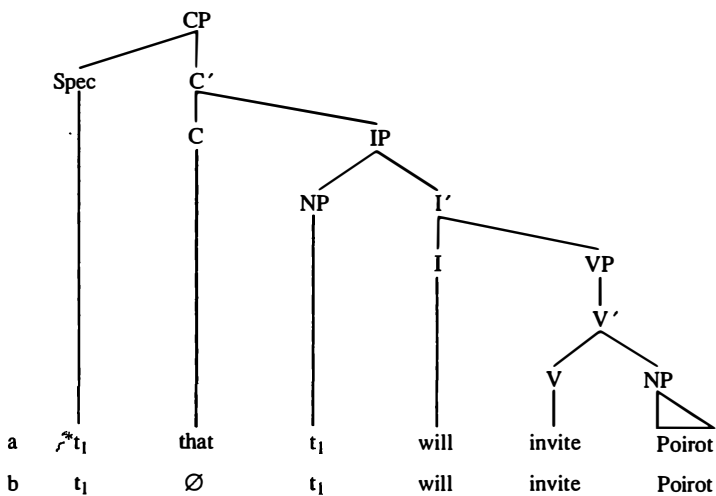 CP
Spec C′
C IP
NP I′
I VP
V′
V NP
a *t₁ that t₁ will invite Poirot
b t₁ ∅ t₁ will invite Poirot